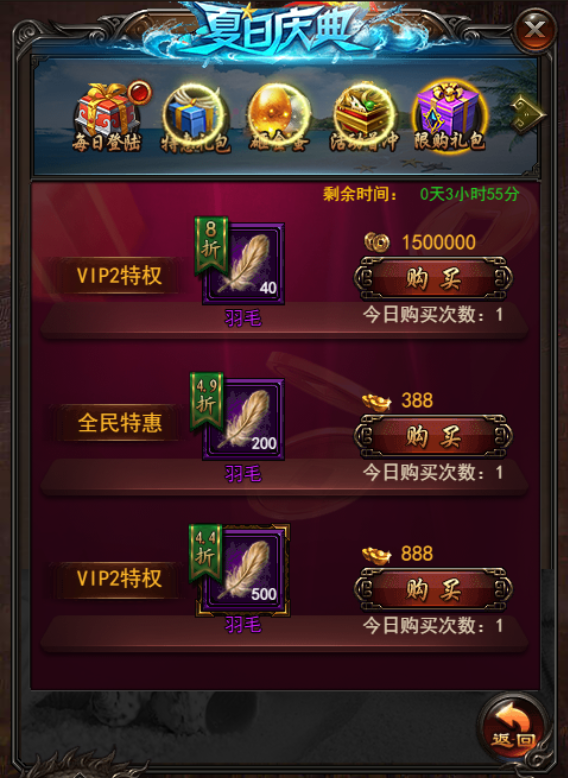 夏日庆典
每日登陆 特惠礼包 砸金蛋 活动首冲 限购礼包
剩余时间： 0天3小时55分
8折
40
羽毛
VIP2特权
1500000
购买
今日购买次数：1
4.9折
200
羽毛
全民特惠
388
购买
今日购买次数：1
4.4折
500
羽毛
VIP2特权
888
购买
今日购买次数：1
返回